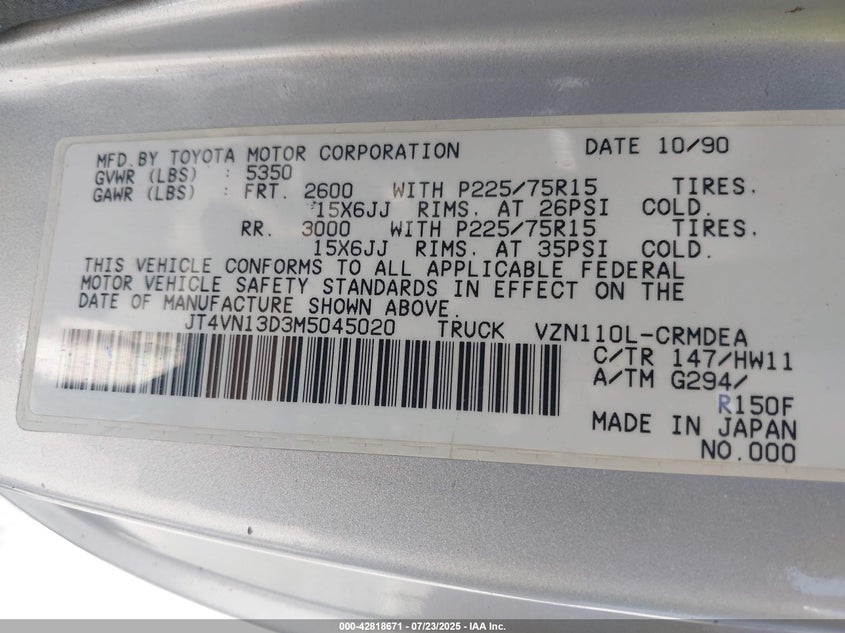 MFD. BY TOYOTA MOTOR CORPORATION DATE 10/90
GVWR (LBS) : 5350
GAWR (LBS) : FRT. 2600 WITH P225/75R15 TIRES.
15X6JJ RIMS. AT 26PSI COLD.
RR. 3000 WITH P225/75R15 TIRES.
15X6JJ RIMS. AT 35PSI COLD.
THIS VEHICLE CONFORMS TO ALL APPLICABLE FEDERAL
MOTOR VEHICLE SAFETY STANDARDS IN EFFECT ON THE
DATE OF MANUFACTURE SHOWN ABOVE.
JT4VN13D3M5045020 TRUCK VZN110L-CRMDEA
C/TR 147/HW11
A/TM G294/
R150F
MADE IN JAPAN
NO.000
000-42818671 - 07/23/2025 - IAA Inc.